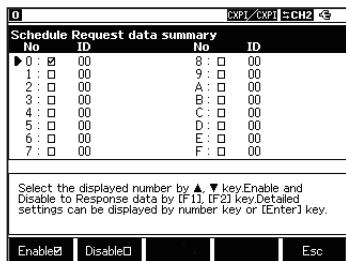 0 CXPI/CXPI ⇆CH2
Schedule Request data summary
No ID No ID
▶ 0: ☑ 00 8: □ 00
1: □ 00 9: □ 00
2: □ 00 A: □ 00
3: □ 00 B: □ 00
4: □ 00 C: □ 00
5: □ 00 D: □ 00
6: □ 00 E: □ 00
7: □ 00 F: □ 00
Select the displayed number by ▲, ▼ key.Enable and
Disable to Response data by [F1], [F2] key.Detailed
settings can be displayed by number key or [Enter] key.
Enable☑ Disable□ Esc